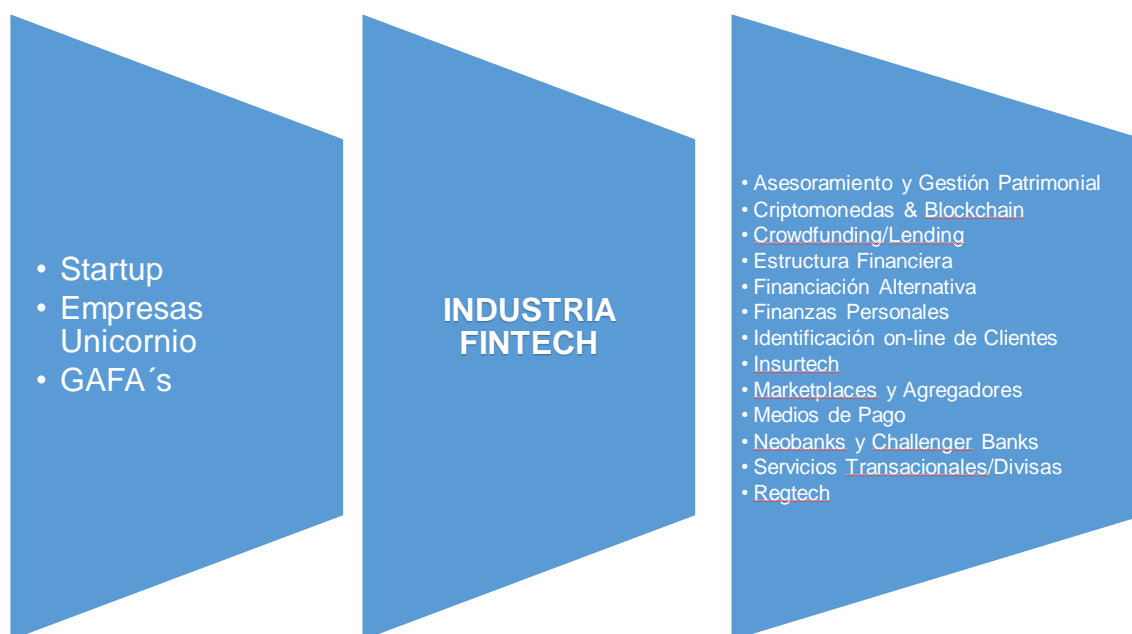 • Startup
• Empresas
Unicornio
• GAFA´s
INDUSTRIA
FINTECH
• Asesoramiento y Gestión Patrimonial
• Criptomonedas & Blockchain
• Crowdfunding/Lending
• Estructura Financiera
• Financiación Alternativa
• Finanzas Personales
• Identificación on-line de Clientes
• Insurtech
• Marketplaces y Agregadores
• Medios de Pago
• Neobanks y Challenger Banks
• Servicios Transacionales/Divisas
• Regtech